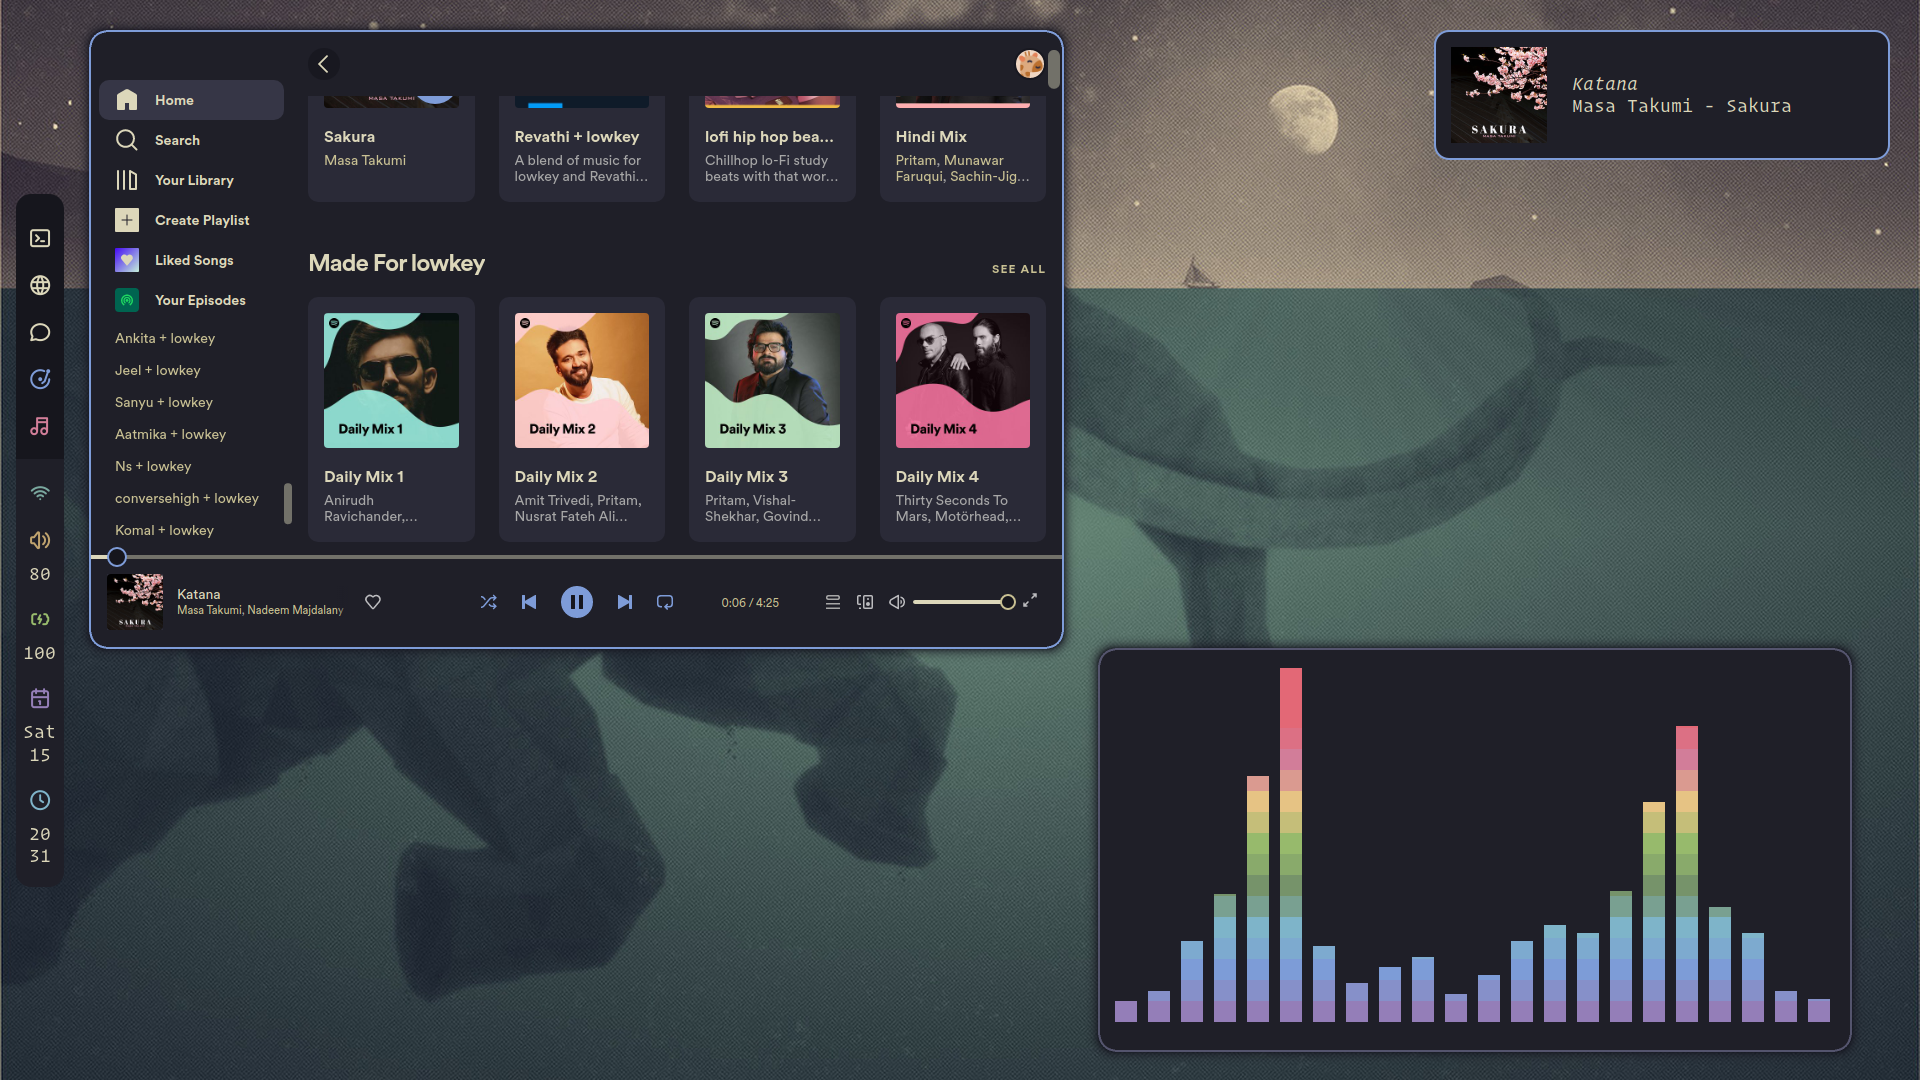 80
100
Sat
15
20
31
Home
Search
Your Library
Create Playlist
Liked Songs
Your Episodes
Ankita + lowkey
Jeel + lowkey
Sanyu + lowkey
Aatmika + lowkey
Ns + lowkey
conversehigh + lowkey
Komal + lowkey
MASA TAKUMI
Sakura
Masa Takumi
Revathi + lowkey
A blend of music for
lowkey and Revathi...
lofi hip hop bea...
Chillhop lo-Fi study
beats with that wor...
Hindi Mix
Pritam, Munawar
Faruqui, Sachin-Jig...
Made For lowkey
SEE ALL
Daily Mix 1
Daily Mix 1
Anirudh
Ravichander,...
Daily Mix 2
Daily Mix 2
Amit Trivedi, Pritam,
Nusrat Fateh Ali...
Daily Mix 3
Daily Mix 3
Pritam, Vishal-
Shekhar, Govind...
Daily Mix 4
Daily Mix 4
Thirty Seconds To
Mars, Motörhead,...
SAKURA
Katana
Masa Takumi, Nadeem Majdalany
0:06 / 4:25
SAKURA
MASA TAKUMI
Katana
Masa Takumi - Sakura